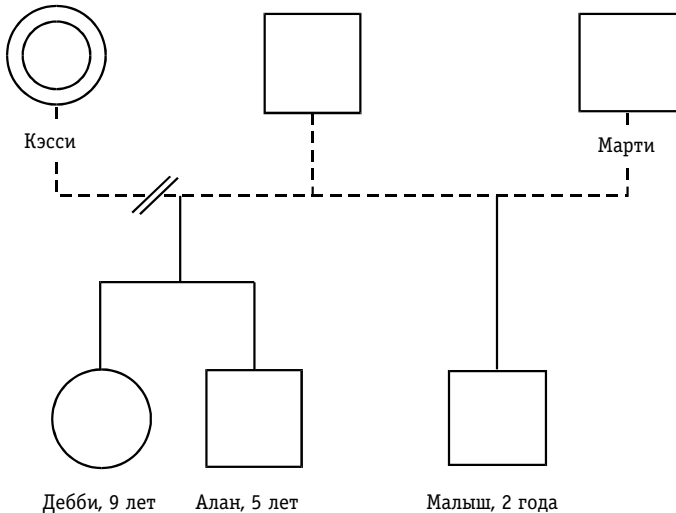 Кэсси
Марти
Дебби, 9 лет
Алан, 5 лет
Малыш, 2 года